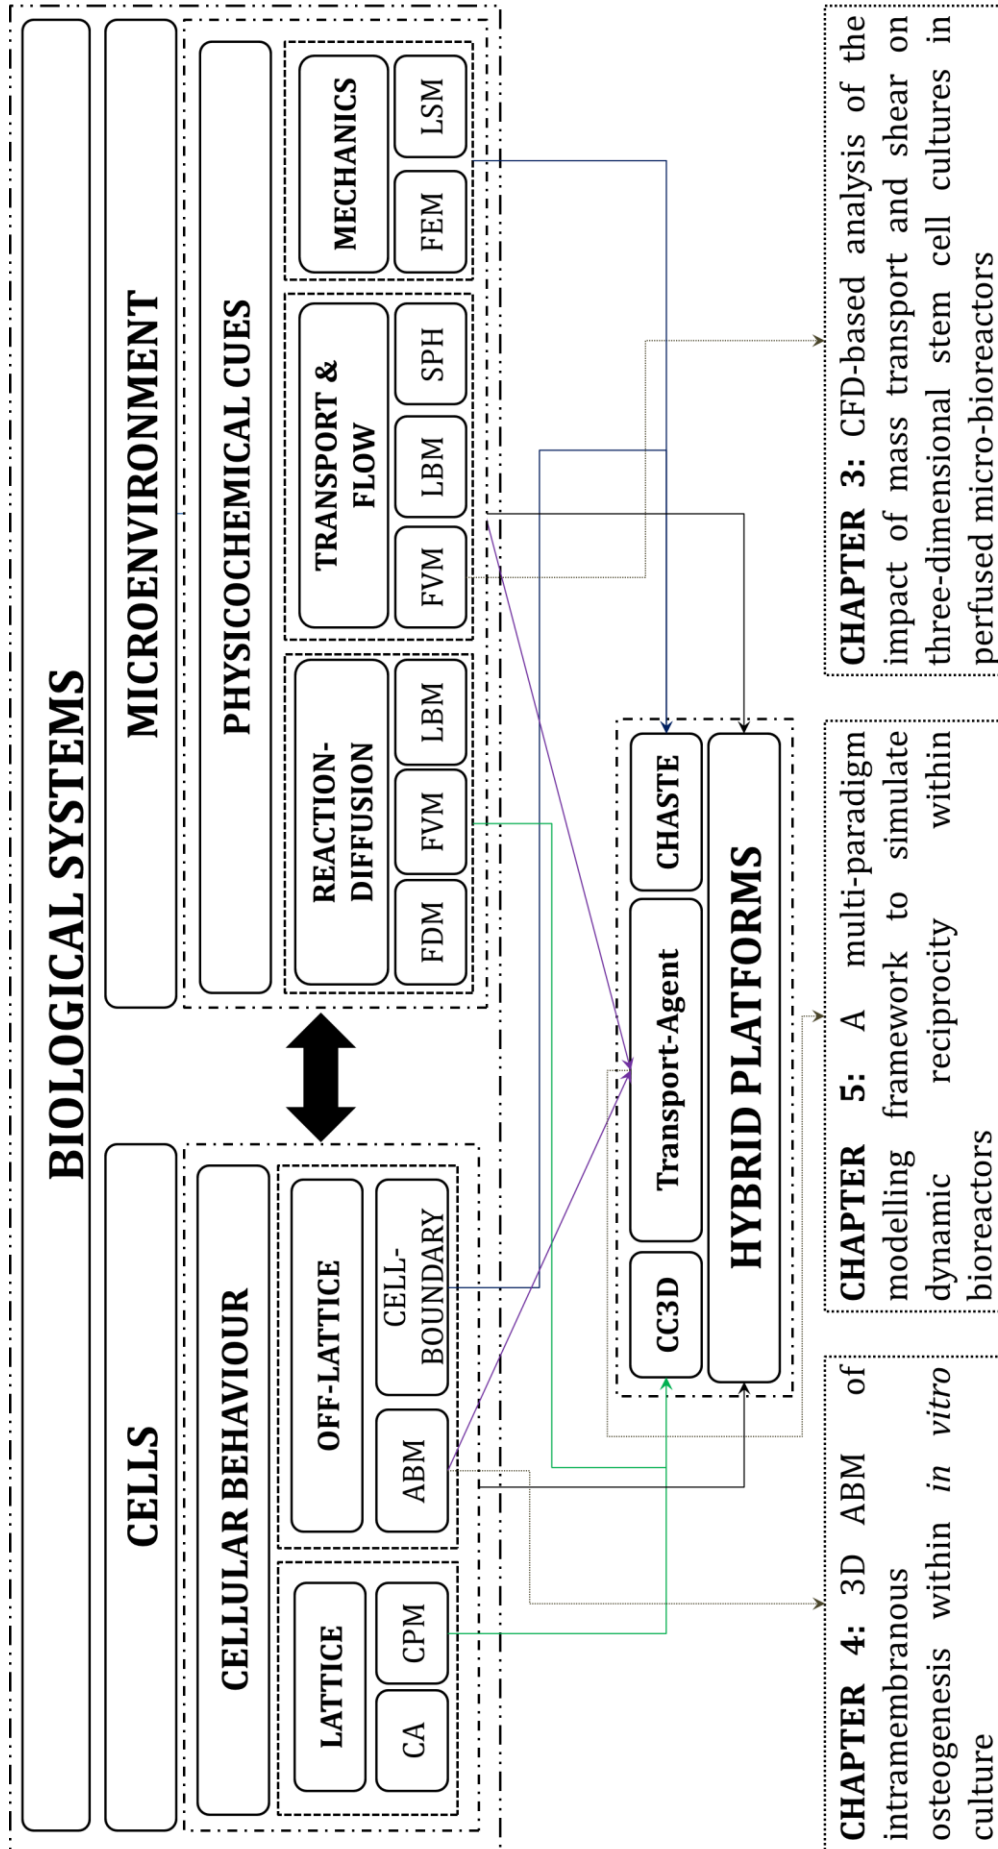 BIOLOGICAL SYSTEMS
CELLS
MICROENVIRONMENT
CELLULAR BEHAVIOUR
PHYSICOCHEMICAL CUES
LATTICE
CA
CPM
OFF-LATTICE
ABM
CELL-
BOUNDARY
REACTION-
DIFFUSION
FDM
FVM
LBM
TRANSPORT &
FLOW
FVM
LBM
SPH
MECHANICS
FEM
LSM
CC3D
Transport-Agent
CHASTE
HYBRID PLATFORMS
CHAPTER 4: 3D ABM of
intramembranous
osteogenesis within in vitro
culture
CHAPTER 5: A multi-paradigm
modelling framework to simulate
dynamic reciprocity within
bioreactors
CHAPTER 3: CFD-based analysis of the
impact of mass transport and shear on
three-dimensional stem cell cultures in
perfused micro-bioreactors